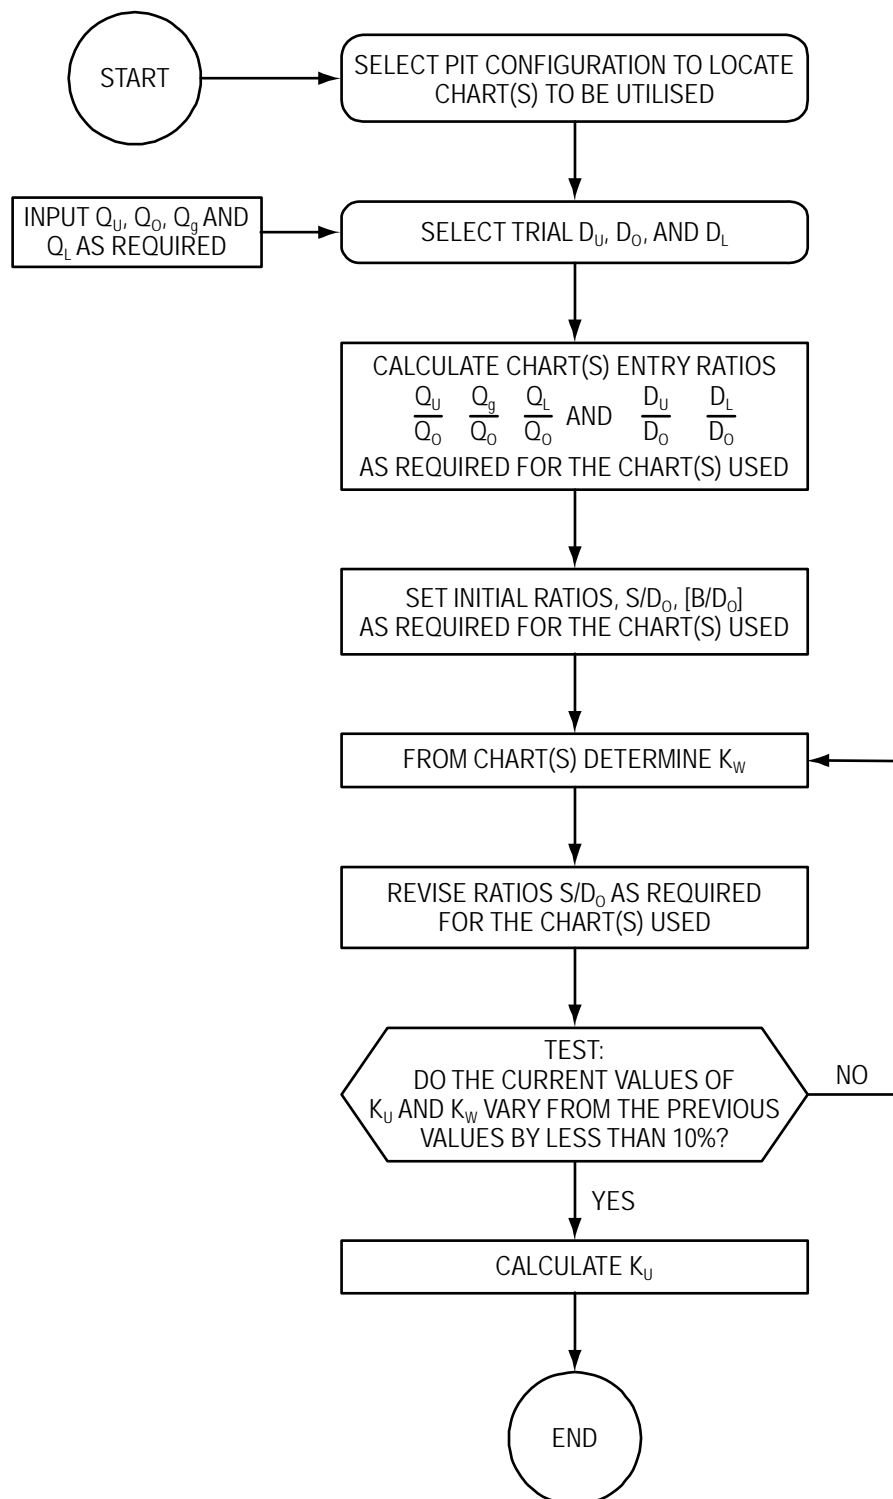 START
SELECT PIT CONFIGURATION TO LOCATE
CHART(S) TO BE UTILISED
INPUT Q_U, Q_O, Q_g AND
Q_L AS REQUIRED
SELECT TRIAL D_U, D_O, AND D_L
CALCULATE CHART(S) ENTRY RATIOS
Q_U/Q_O Q_g/Q_O Q_L/Q_O AND D_U/D_O D_L/D_O
AS REQUIRED FOR THE CHART(S) USED
SET INITIAL RATIOS, S/D_O, [B/D_O]
AS REQUIRED FOR THE CHART(S) USED
FROM CHART(S) DETERMINE K_W
REVISE RATIOS S/D_O AS REQUIRED
FOR THE CHART(S) USED
TEST:
DO THE CURRENT VALUES OF
K_U AND K_W VARY FROM THE PREVIOUS
VALUES BY LESS THAN 10%?
NO
YES
CALCULATE K_U
END